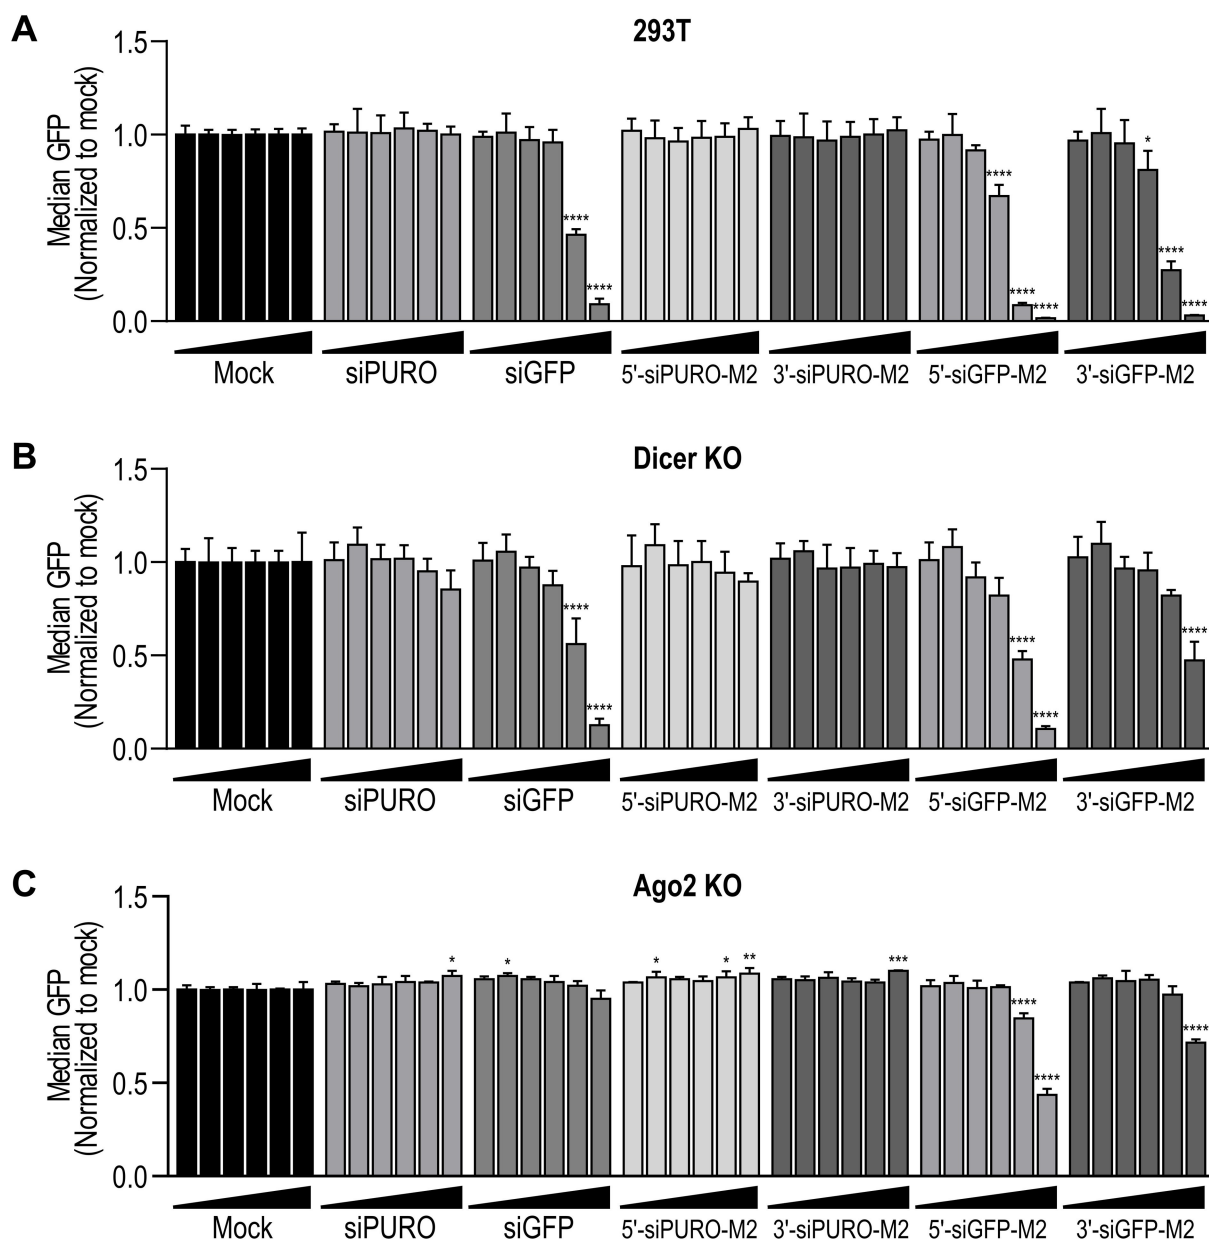 A
293T
Median GFP
(Normalized to mock)
1.5
1.0
0.5
0.0
****
****
****
****
****
*
****
****
Mock
siPURO
siGFP
5'-siPURO-M2
3'-siPURO-M2
5'-siGFP-M2
3'-siGFP-M2
B
Dicer KO
Median GFP
(Normalized to mock)
1.5
1.0
0.5
0.0
****
****
****
****
****
Mock
siPURO
siGFP
5'-siPURO-M2
3'-siPURO-M2
5'-siGFP-M2
3'-siGFP-M2
C
Ago2 KO
Median GFP
(Normalized to mock)
1.5
1.0
0.5
0.0
*
*
*
*
**
***
****
****
****
Mock
siPURO
siGFP
5'-siPURO-M2
3'-siPURO-M2
5'-siGFP-M2
3'-siGFP-M2